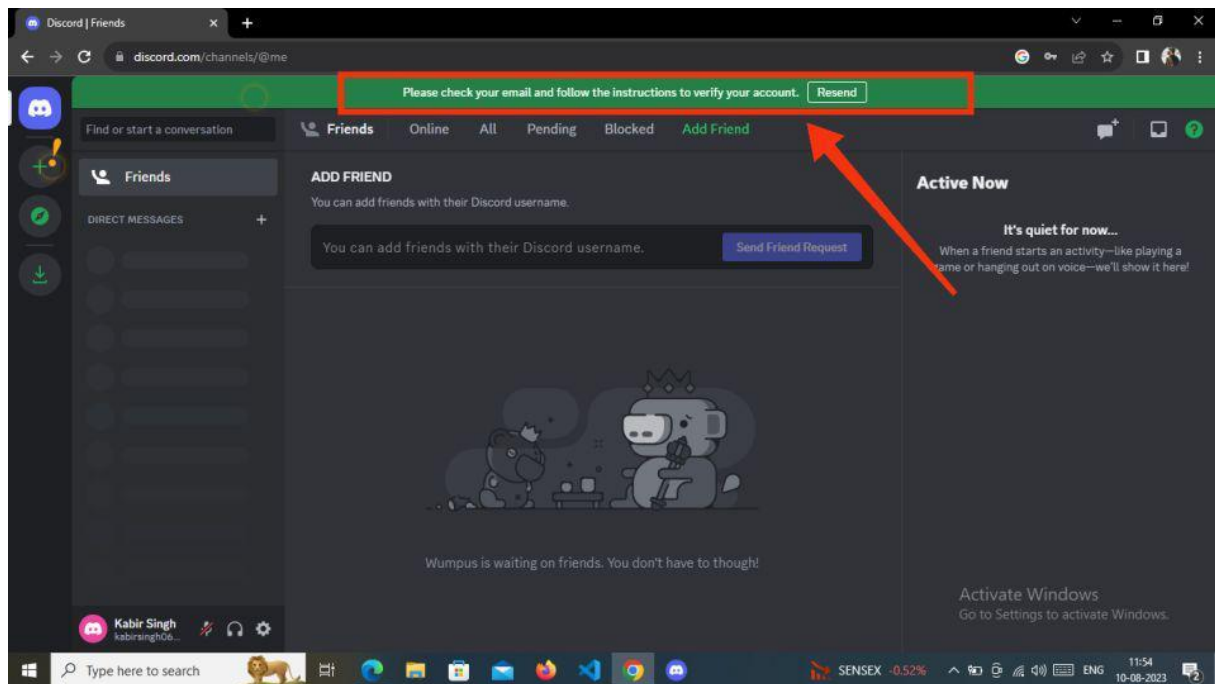 Discord | Friends
discord.com/channels/@me
Please check your email and follow the instructions to verify your account. Resend
Find or start a conversation
Friends Online All Pending Blocked Add Friend
Friends
DIRECT MESSAGES +
ADD FRIEND
You can add friends with their Discord username.
You can add friends with their Discord username. Send Friend Request
Active Now
It's quiet for now...
When a friend starts an activity—like playing a
game or hanging out on voice—we'll show it here!
Wumpus is waiting on friends. You don't have to though!
Activate Windows
Go to Settings to activate Windows.
Kabir Singh
kabirsingh06...
Type here to search
SENSEX -0.52%
ENG
11:54
10-08-2023
2